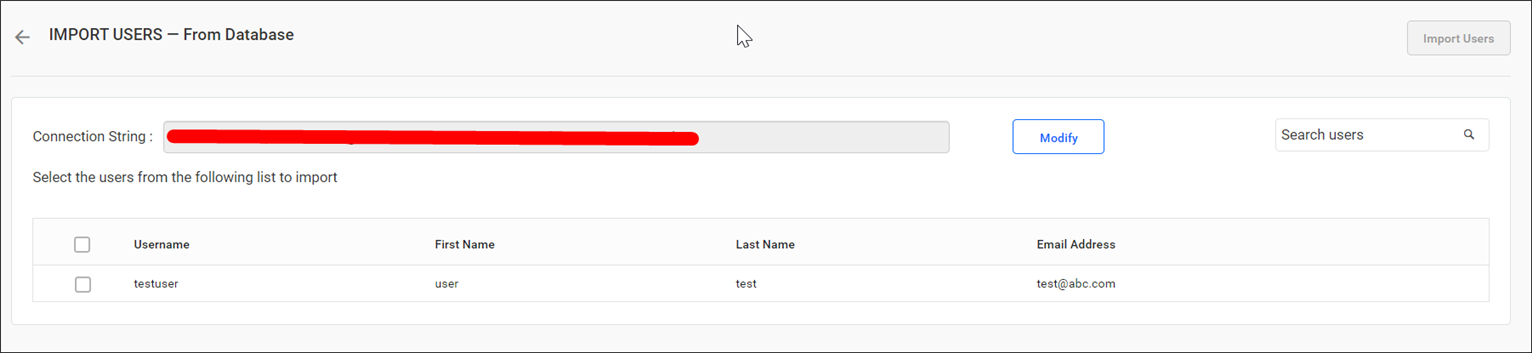 IMPORT USERS — From Database
Import Users
Connection String :
Modify
Search users
Select the users from the following list to import
Username First Name Last Name Email Address
testuser user test test@abc.com